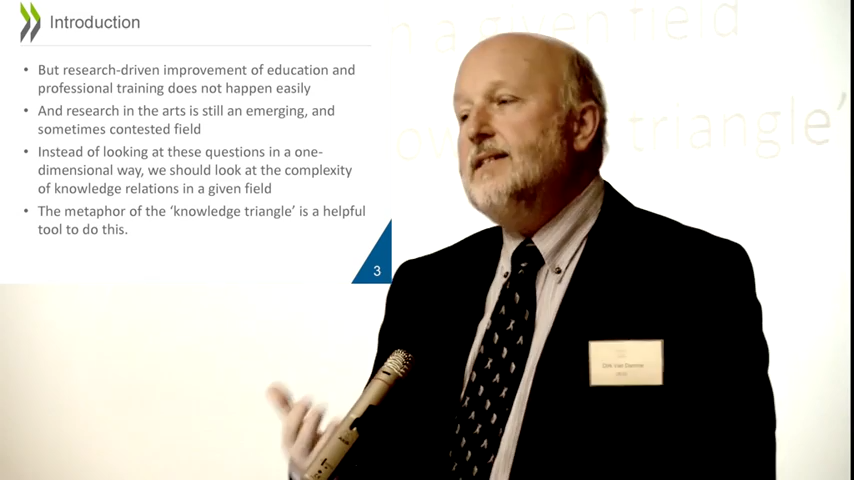 Introduction
• But research-driven improvement of education and
professional training does not happen easily
• And research in the arts is still an emerging, and
sometimes contested field
• Instead of looking at these questions in a one-
dimensional way, we should look at the complexity
of knowledge relations in a given field
• The metaphor of the ‘knowledge triangle’ is a helpful
tool to do this.
3
n a given field
triangle’
Dirk Van Damme